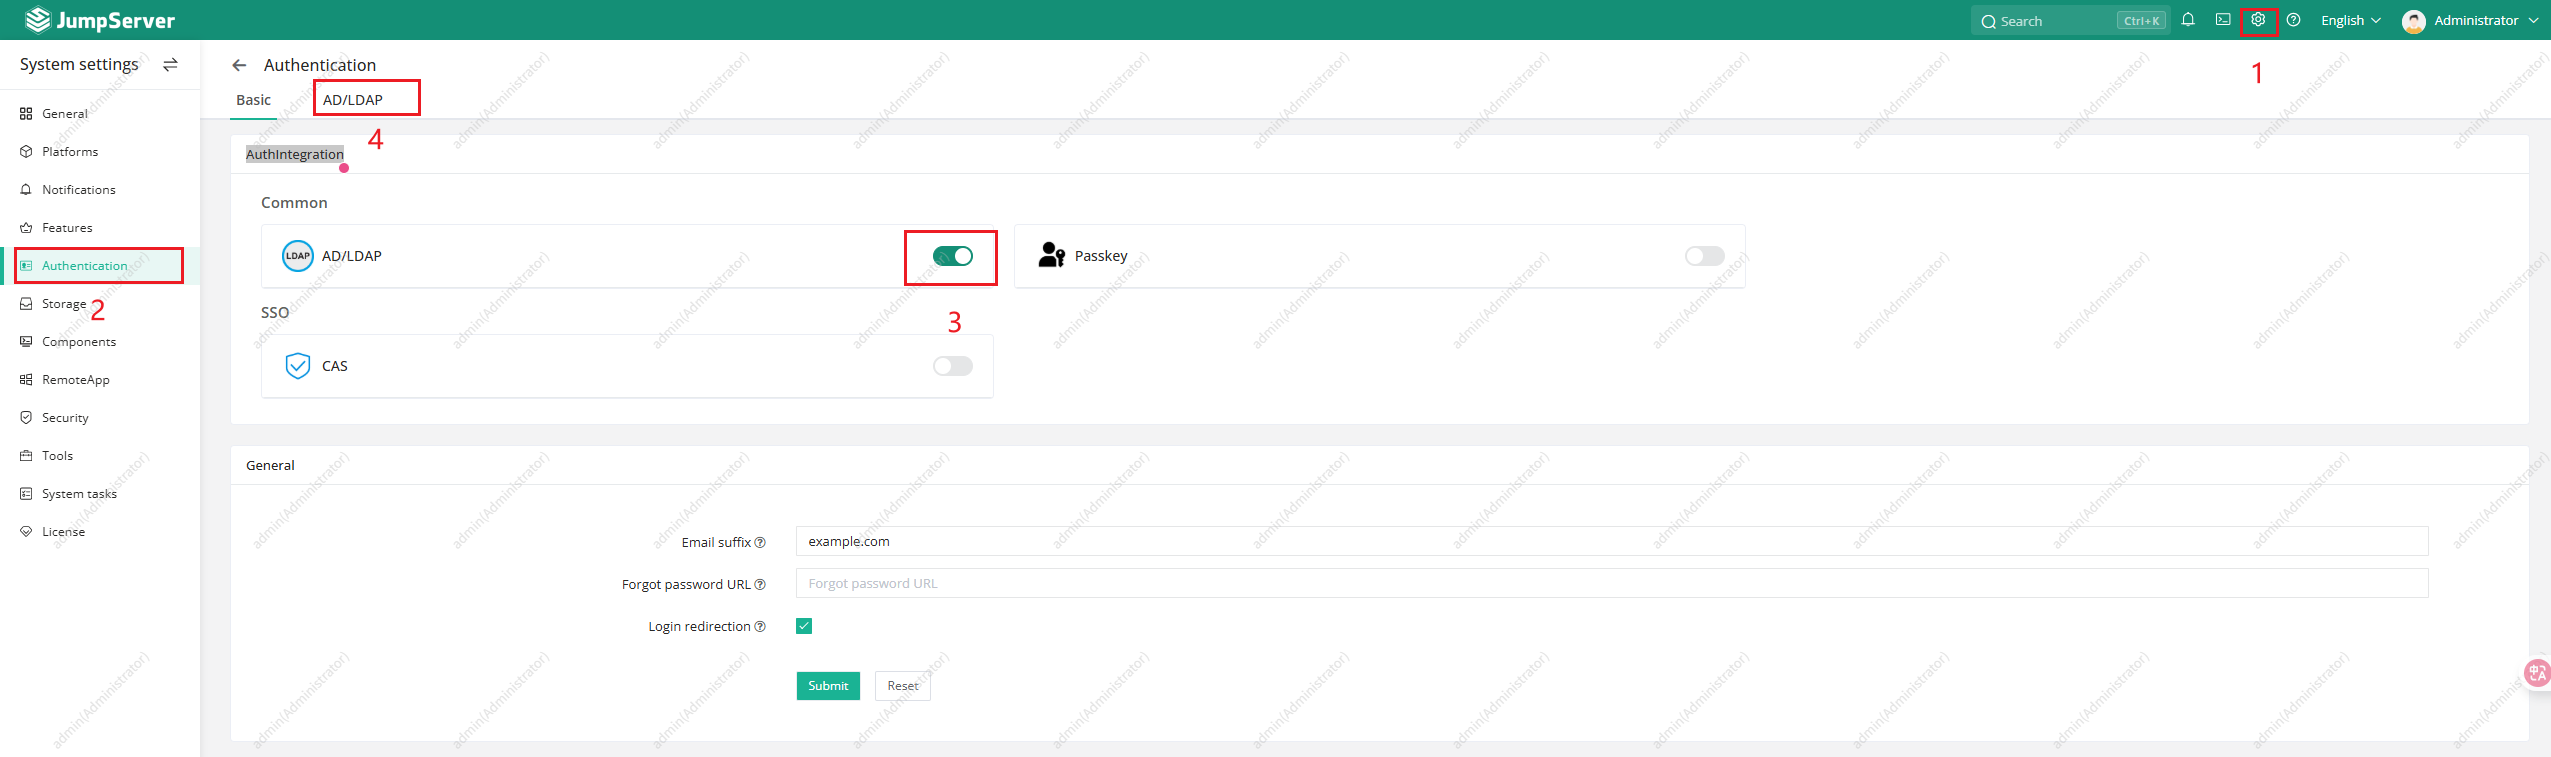 JumpServer
Search Ctrl+K English Administrator
System settings
Authentication
1
Basic AD/LDAP
4
General
Platforms
Notifications
Features
Authentication
Storage
2
Components
RemoteApp
Security
Tools
System tasks
License
AuthIntegration
Common
LDAP AD/LDAP
Passkey
3
SSO
CAS
General
Email suffix example.com
Forgot password URL Forgot password URL
Login redirection
Submit Reset
中 A
admin(Administrator)